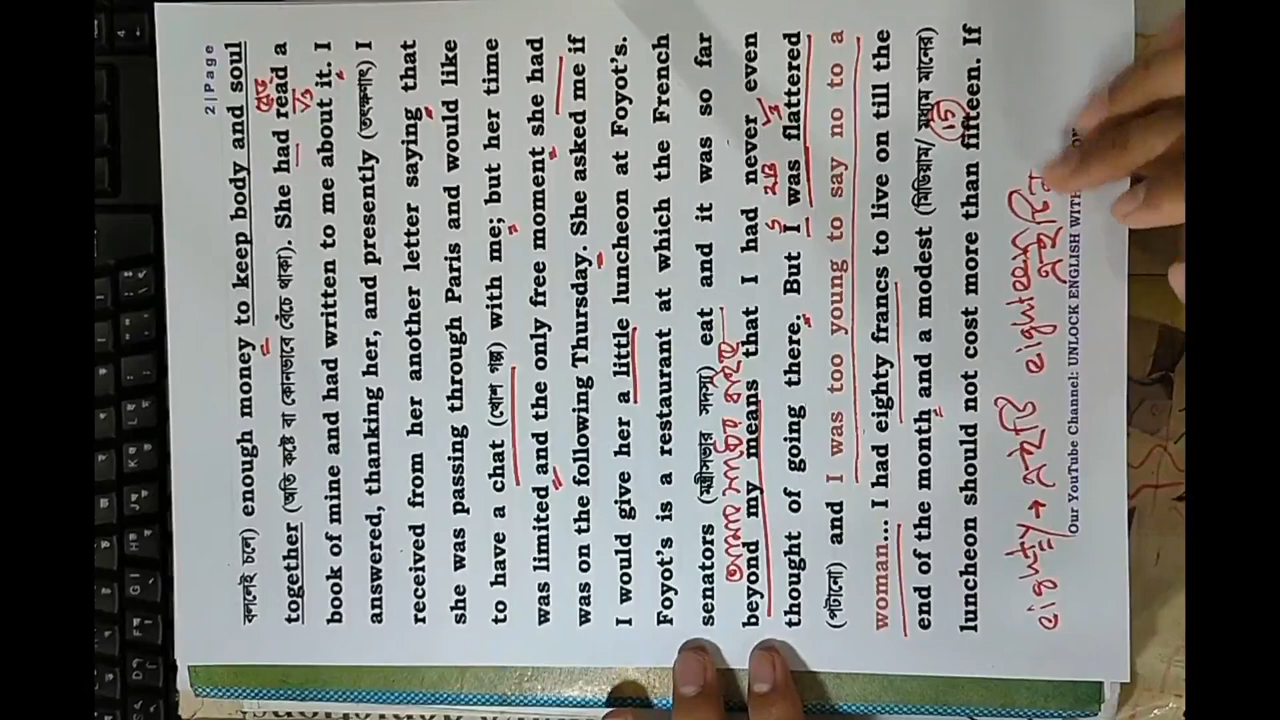 2|Page
বললেই চলে) enough money to keep body and soul
together (অতি কষ্টে বা কোনভাবে বেঁচে থাকা). She had read a
book of mine and had written to me about it. I
answered, thanking her, and presently (তৎক্ষণাৎ) I
received from her another letter saying that
she was passing through Paris and would like
to have a chat (খোশ গল্প) with me; but her time
was limited and the only free moment she had
was on the following Thursday. She asked me if
I would give her a little luncheon at Foyot's.
Foyot's is a restaurant at which the French
senators (মন্ত্রীসভার সদস্য) eat and it was so far
beyond my means that I had never even
thought of going there. But I was flattered
(পটানো) and I was too young to say no to a
woman... I had eighty francs to live on till the
end of the month and a modest (মিডিয়াম/ মধ্যম মানের)
luncheon should not cost more than fifteen. If
(15)
eighty → eighteen
Our YouTube Channel: UNLOCK ENGLISH WITH